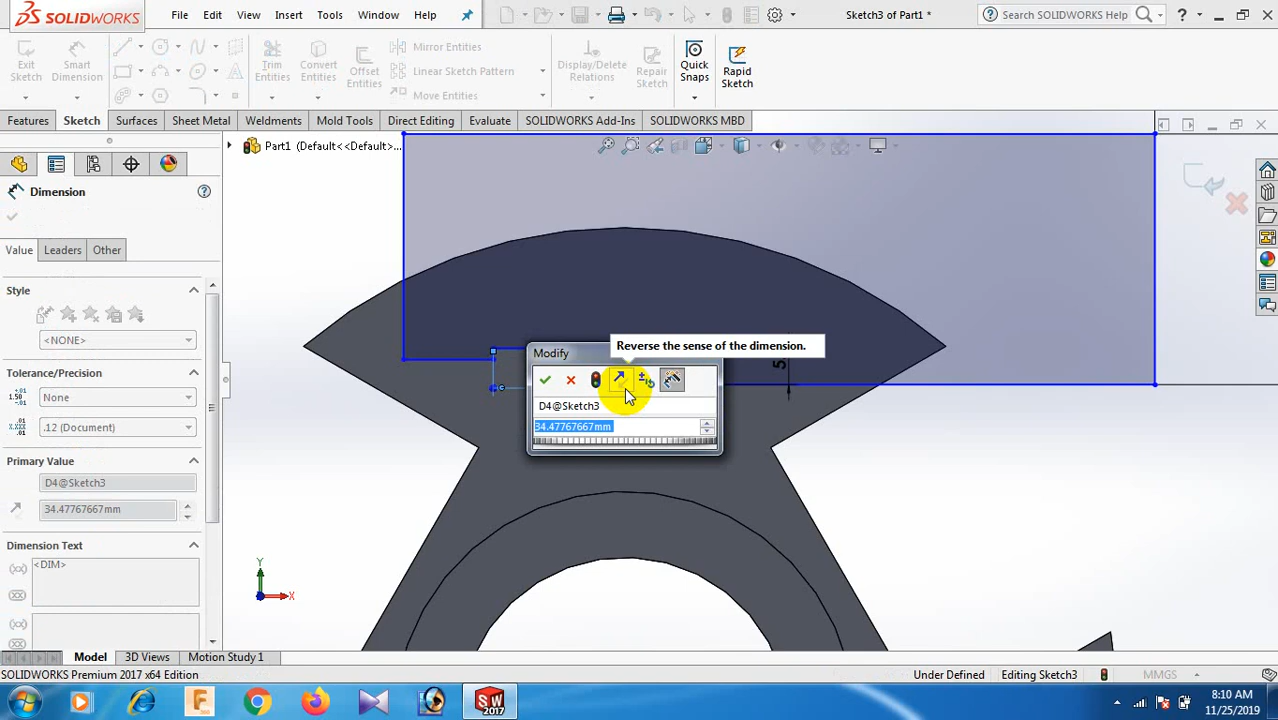 SOLIDWORKS
File Edit View Insert Tools Window Help
Sketch3 of Part1 *
Search SOLIDWORKS Help
Exit Sketch
Smart Dimension
Trim Entities
Convert Entities
Offset Entities
Mirror Entities
Linear Sketch Pattern
Move Entities
Display/Delete Relations
Repair Sketch
Quick Snaps
Rapid Sketch
Features Sketch Surfaces Sheet Metal Weldments Mold Tools Direct Editing Evaluate SOLIDWORKS Add-Ins SOLIDWORKS MBD
Part1 (Default<<Default>...
Dimension
Value Leaders Other
Style
<NONE>
Tolerance/Precision
None
.12 (Document)
Primary Value
D4@Sketch3
34.47767667mm
Dimension Text
<DIM>
Reverse the sense of the dimension.
Modify
D4@Sketch3
34.47767667mm
5
Y
X
Model 3D Views Motion Study 1
SOLIDWORKS Premium 2017 x64 Edition
Under Defined Editing Sketch3 MMGS
SW 2017
8:10 AM
11/25/2019